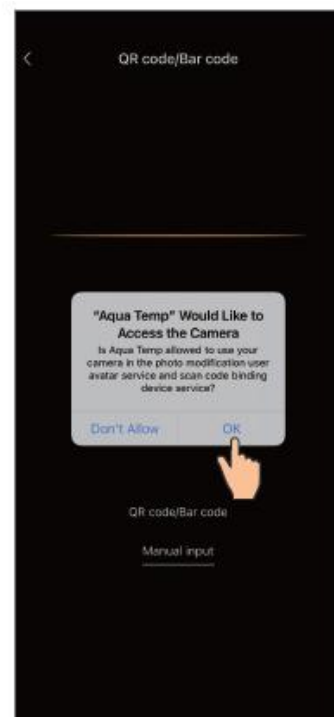 QR code/Bar code
"Aqua Temp" Would Like to
Access the Camera
Is Aqua Temp allowed to use your
camera in the photo modification user
avatar service and scan code binding
device service?
Don't Allow
OK
QR code/Bar code
Manual input